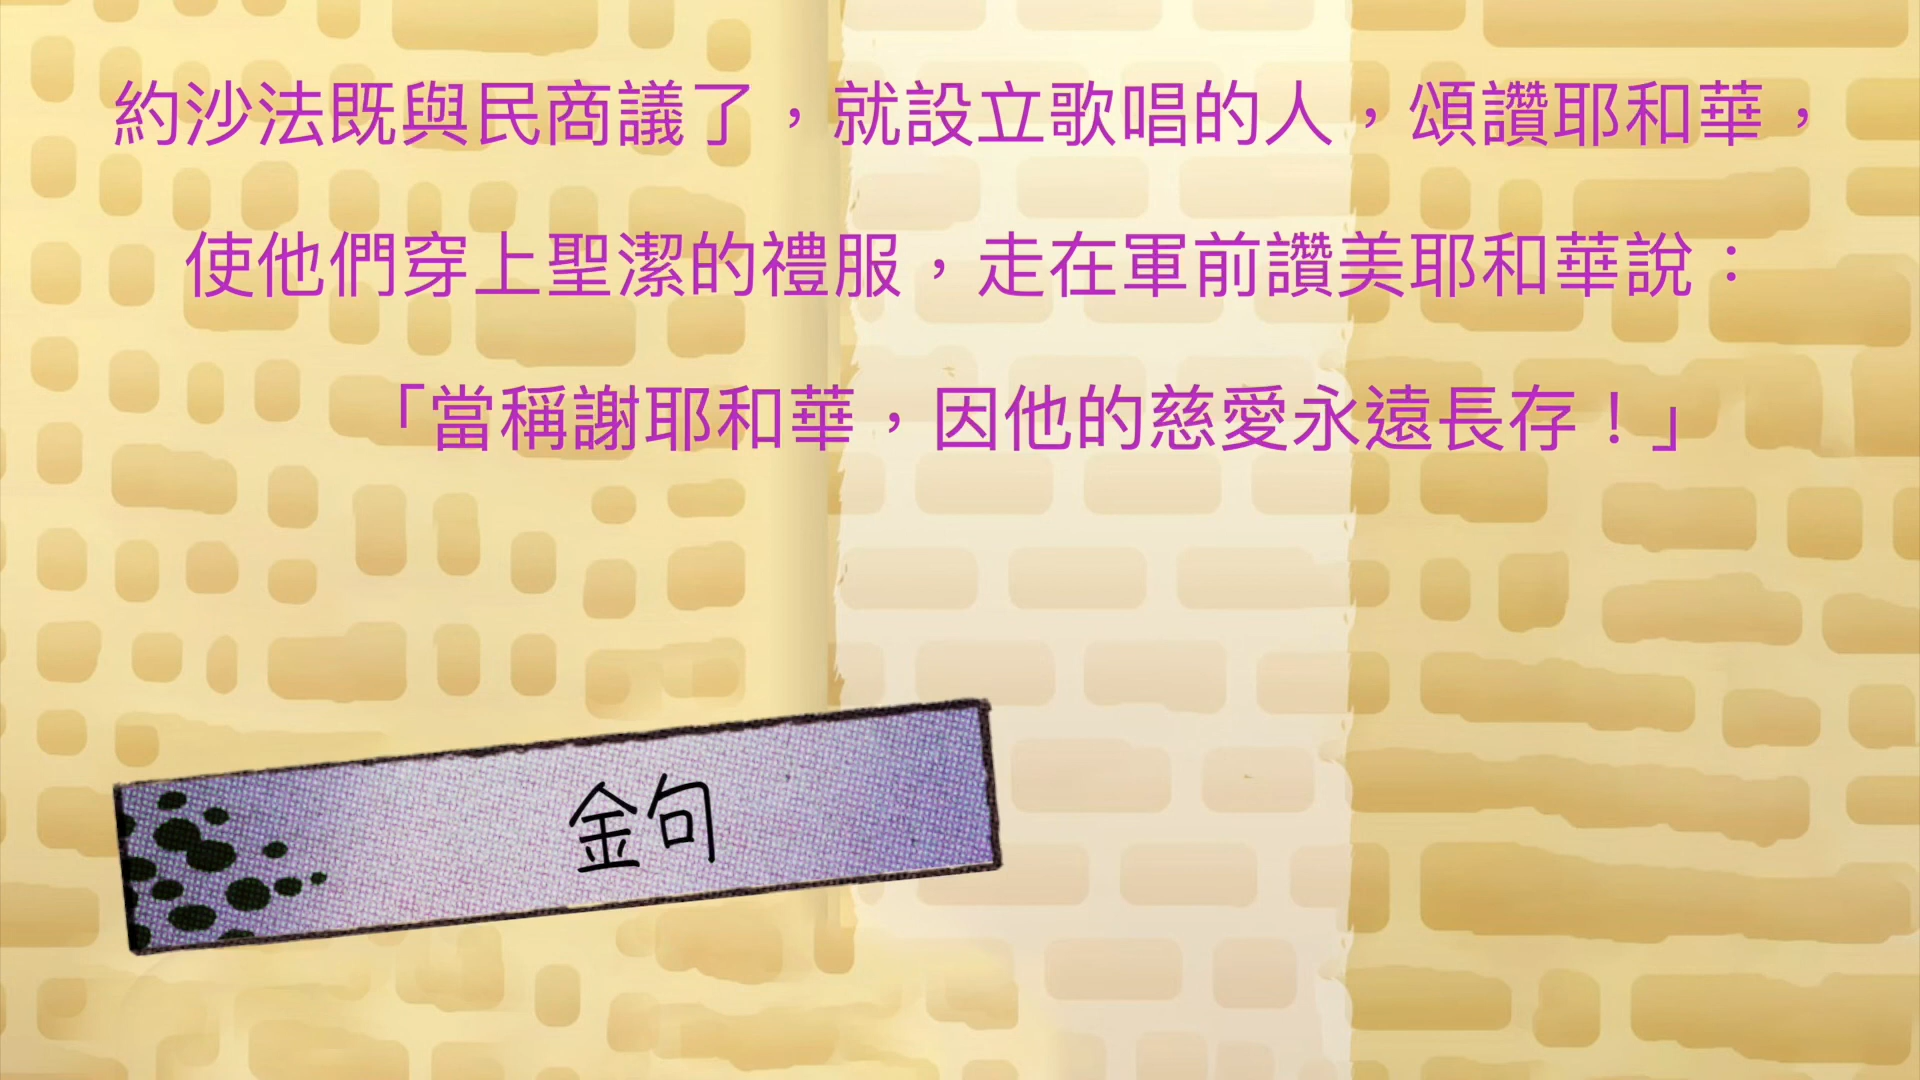 約沙法既與民商議了，就設立歌唱的人，頌讚耶和華，
使他們穿上聖潔的禮服，走在軍前讚美耶和華說：
「當稱謝耶和華，因他的慈愛永遠長存！」
金句